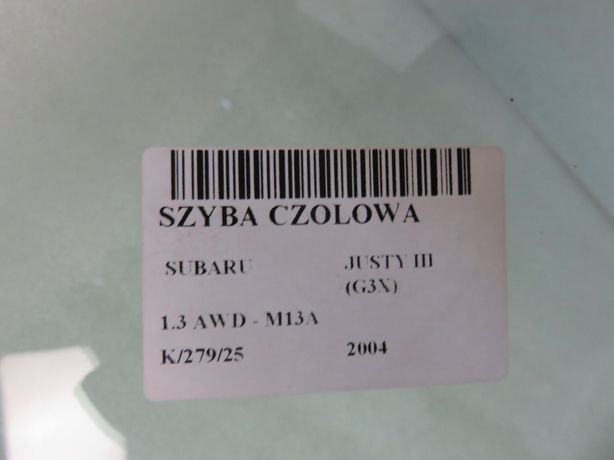 SZYBA CZOLOWA
SUBARU JUSTY III
(G3X)
1.3 AWD - M13A
K/279/25 2004